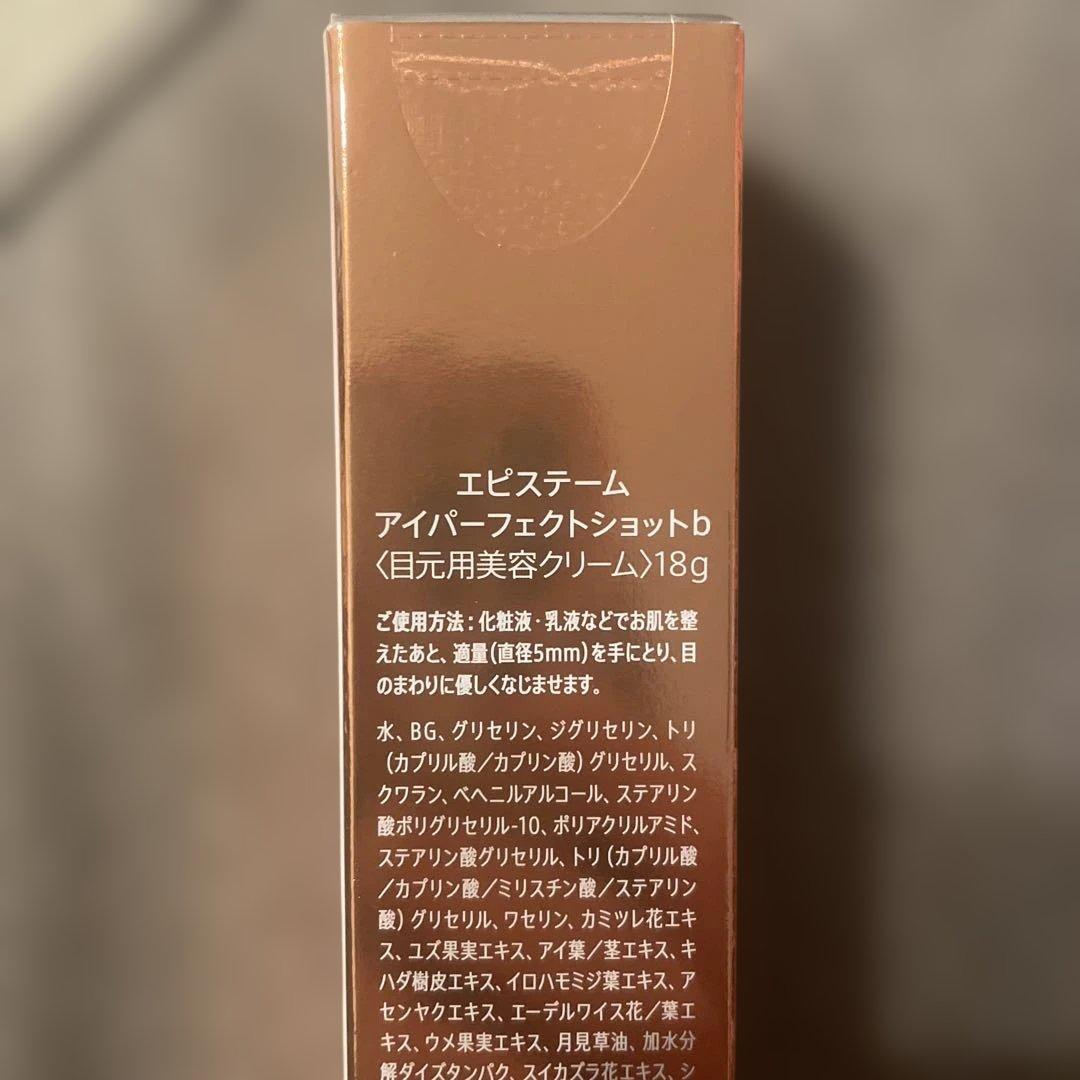 エピステーム
アイパーフェクトショットb
〈目元用美容クリーム〉18g
ご使用方法：化粧液・乳液などでお肌を整
えたあと、適量（直径5mm）を手にとり、目
のまわりに優しくなじませます。
水、BG、グリセリン、ジグリセリン、トリ
（カプリル酸／カプリン酸）グリセリル、ス
クワラン、ベヘニルアルコール、ステアリン
酸ポリグリセリル-10、ポリアクリルアミド、
ステアリン酸グリセリル、トリ（カプリル酸
／カプリン酸／ミリスチン酸／ステアリン
酸）グリセリル、ワセリン、カミツレ花エキ
ス、ユズ果実エキス、アイ葉／茎エキス、キ
ハダ樹皮エキス、イロハモミジ葉エキス、ア
センヤクエキス、エーデルワイス花／葉エ
キス、ウメ果実エキス、月見草油、加水分
解ダイズタンパク、スイカズラ花エキス、シ